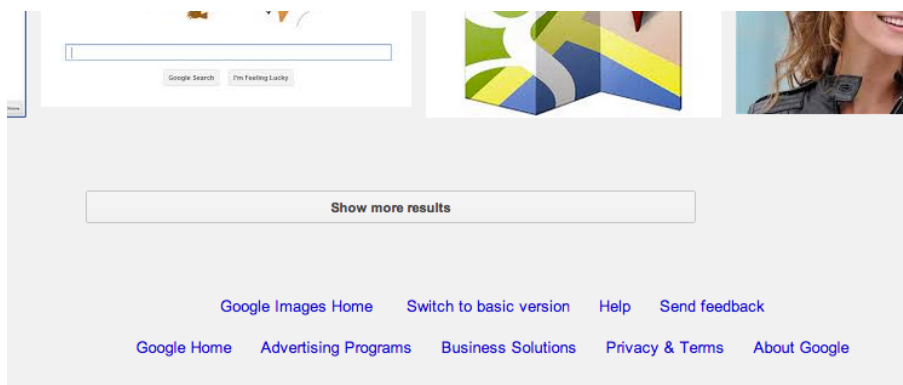 Google Search I'm Feeling Lucky
Show more results
Google Images Home Switch to basic version Help Send feedback
Google Home Advertising Programs Business Solutions Privacy & Terms About Google